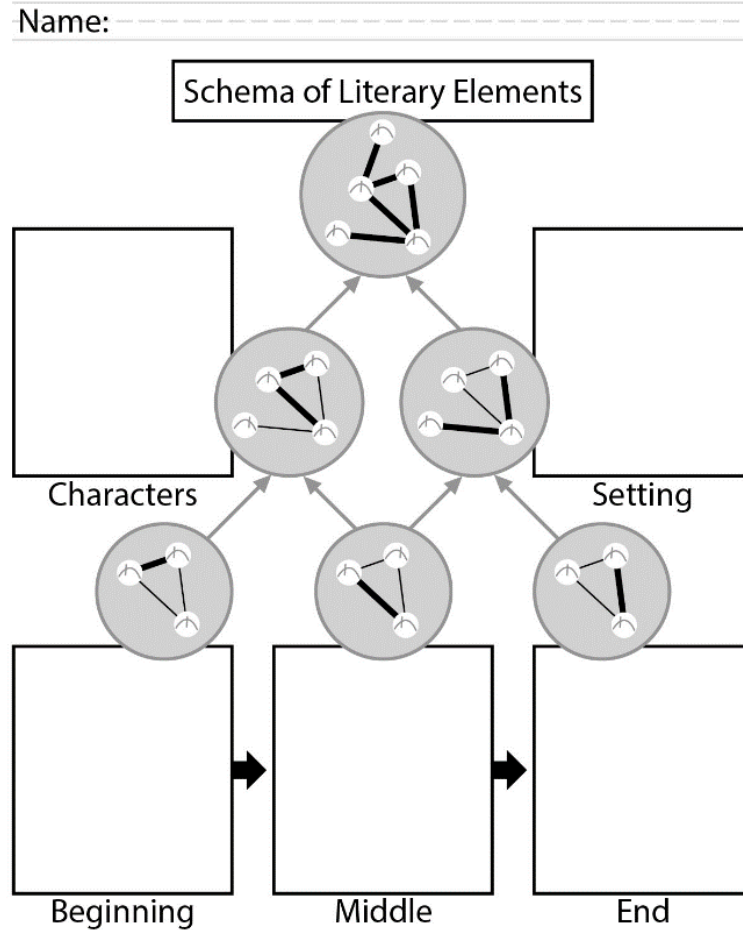 Name:
Schema of Literary Elements
Characters
Setting
Beginning
Middle
End